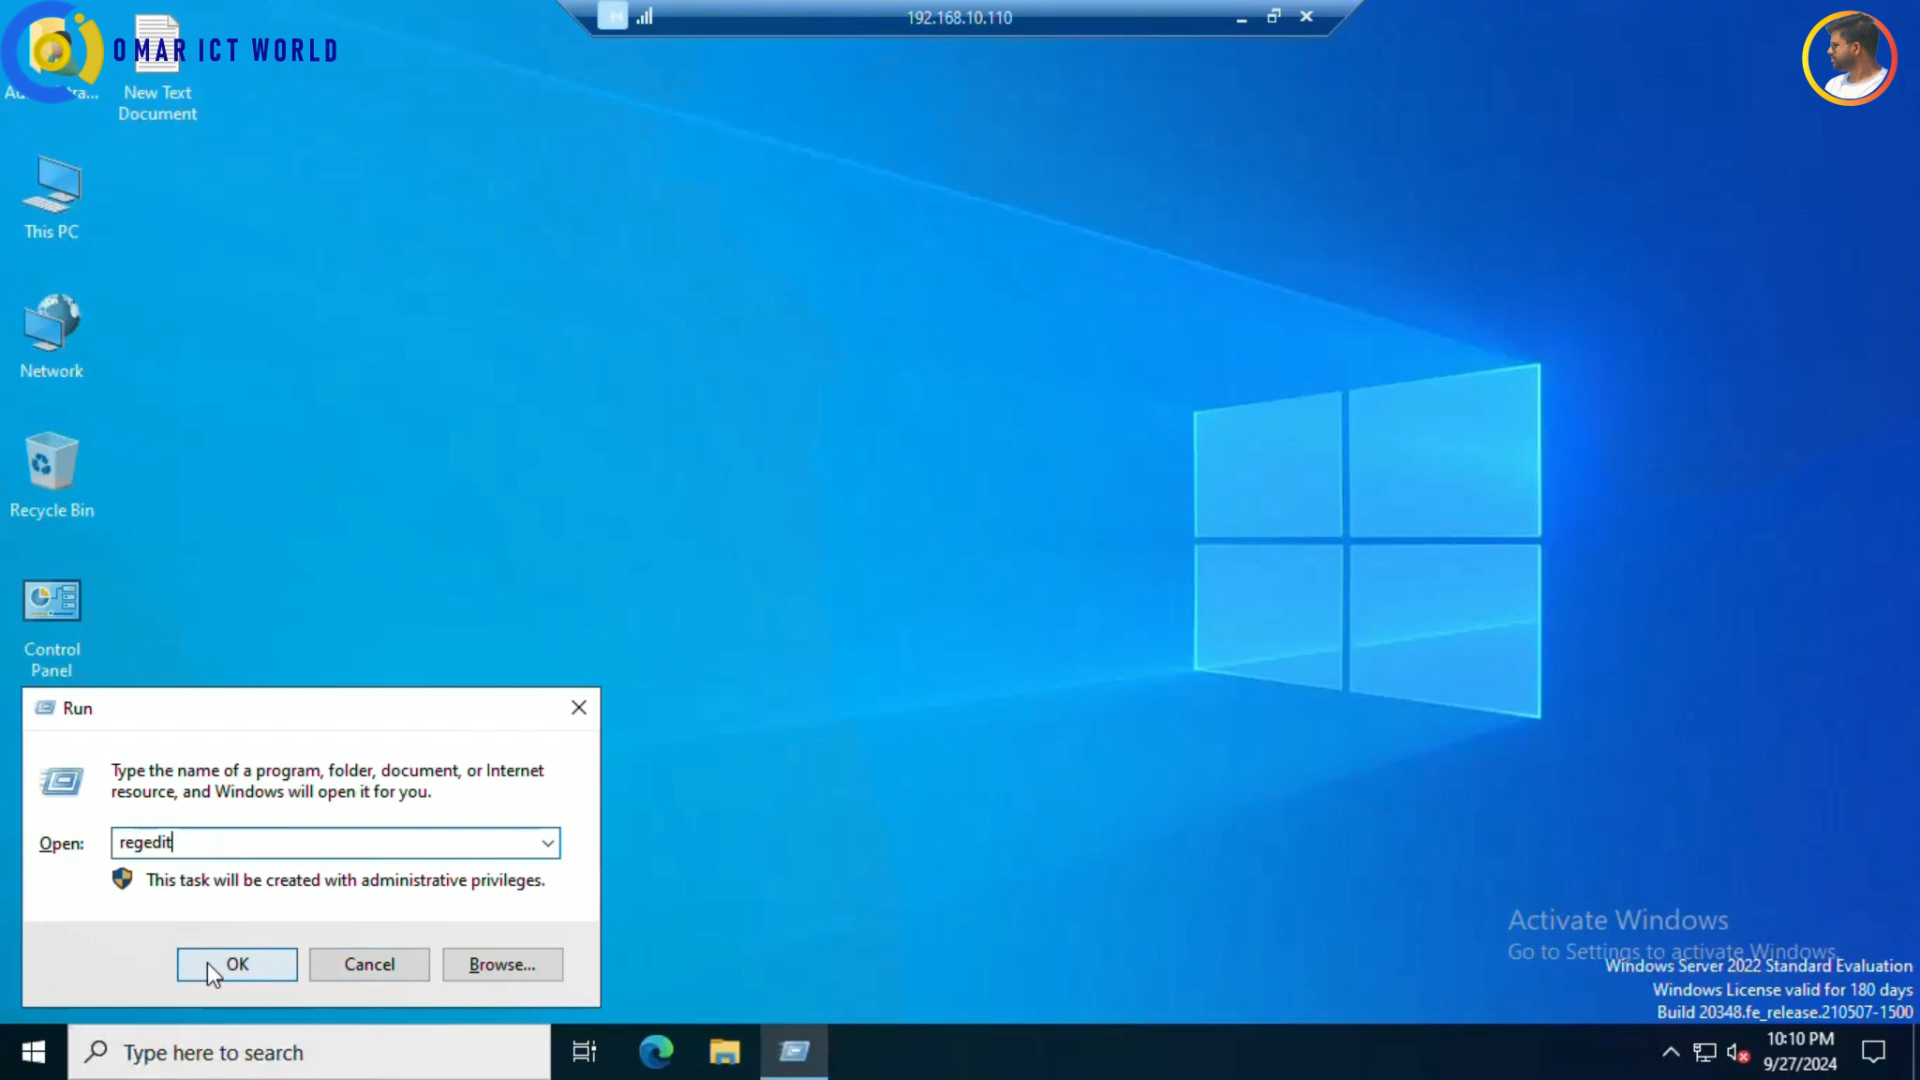 192.168.10.110
OMAR ICT WORLD
New Text
Document
This PC
Network
Recycle Bin
Control
Panel
Run
Type the name of a program, folder, document, or Internet
resource, and Windows will open it for you.
Open:
regedit
This task will be created with administrative privileges.
OK
Cancel
Browse...
Activate Windows
Go to Settings to activate Windows.
Windows Server 2022 Standard Evaluation
Windows License valid for 180 days
Build 20348.fe_release.210507-1500
Type here to search
10:10 PM
9/27/2024